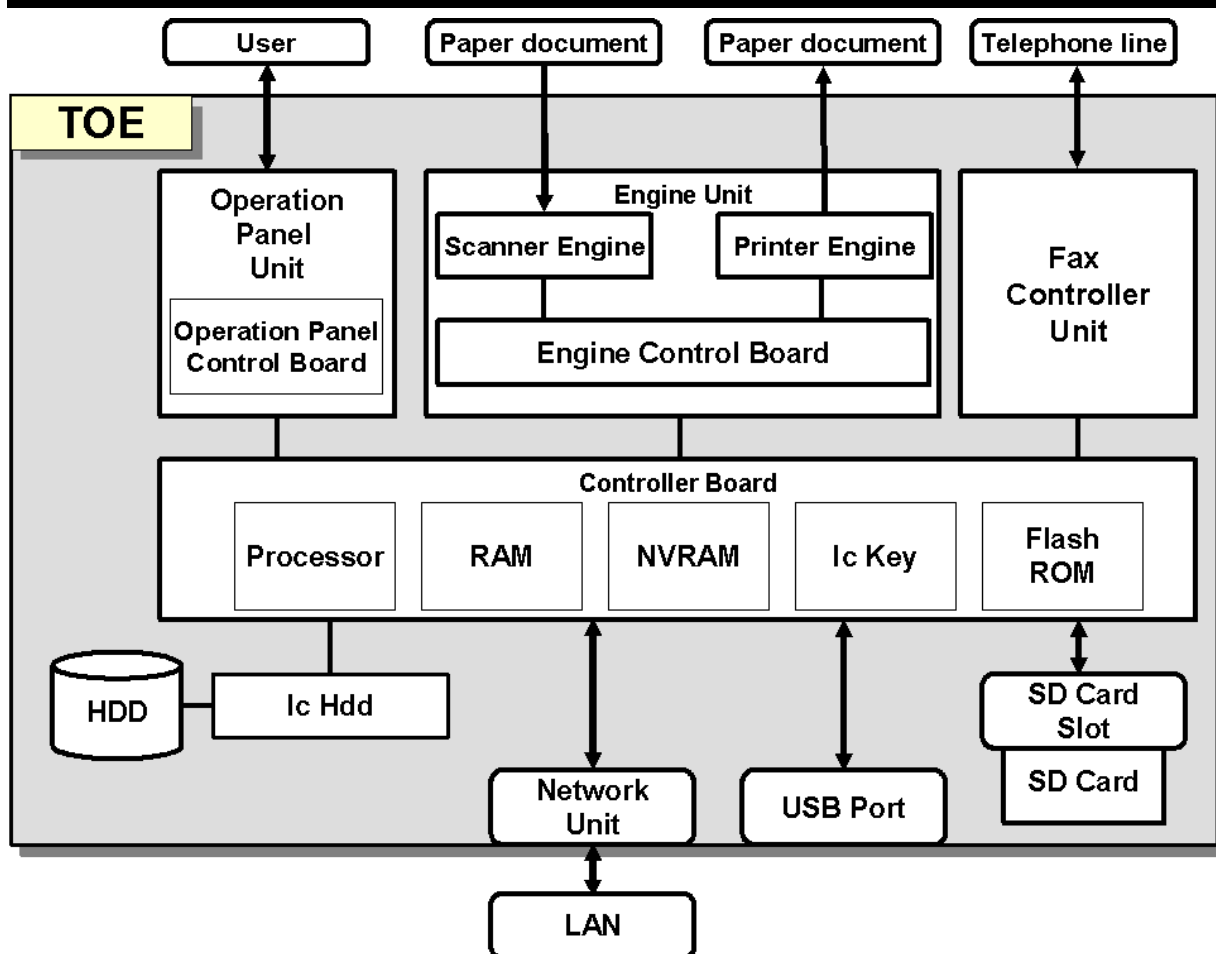 User
Paper document
Paper document
Telephone line
TOE
Operation
Panel
Unit
Operation Panel
Control Board
Engine Unit
Scanner Engine
Printer Engine
Engine Control Board
Fax
Controller
Unit
Controller Board
Processor
RAM
NVRAM
Ic Key
Flash
ROM
HDD
Ic Hdd
Network
Unit
USB Port
SD Card
Slot
SD Card
LAN